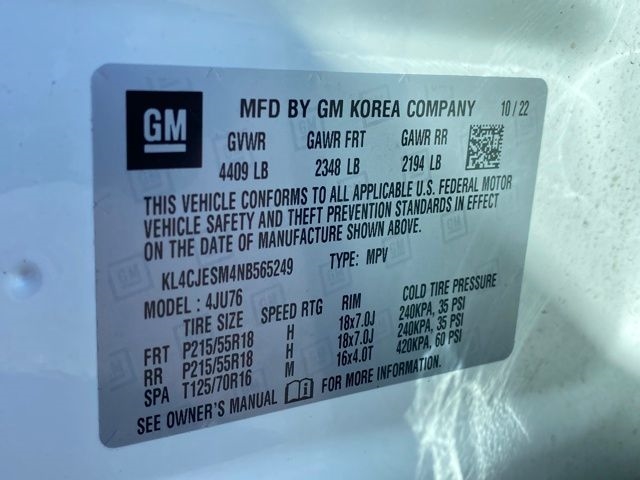 GM MFD BY GM KOREA COMPANY 10/22
GVWR GAWR FRT GAWR RR
4409 LB 2348 LB 2194 LB
THIS VEHICLE CONFORMS TO ALL APPLICABLE U.S. FEDERAL MOTOR
VEHICLE SAFETY AND THEFT PREVENTION STANDARDS IN EFFECT
ON THE DATE OF MANUFACTURE SHOWN ABOVE.
KL4CJESM4NB565249 TYPE: MPV
MODEL: 4JU76
TIRE SIZE SPEED RTG RIM COLD TIRE PRESSURE
FRT P215/55R18 H 18x7.0J 240KPA, 35 PSI
RR P215/55R18 H 18x7.0J 240KPA, 35 PSI
SPA T125/70R16 M 16x4.0T 420KPA, 60 PSI
SEE OWNER'S MANUAL FOR MORE INFORMATION.